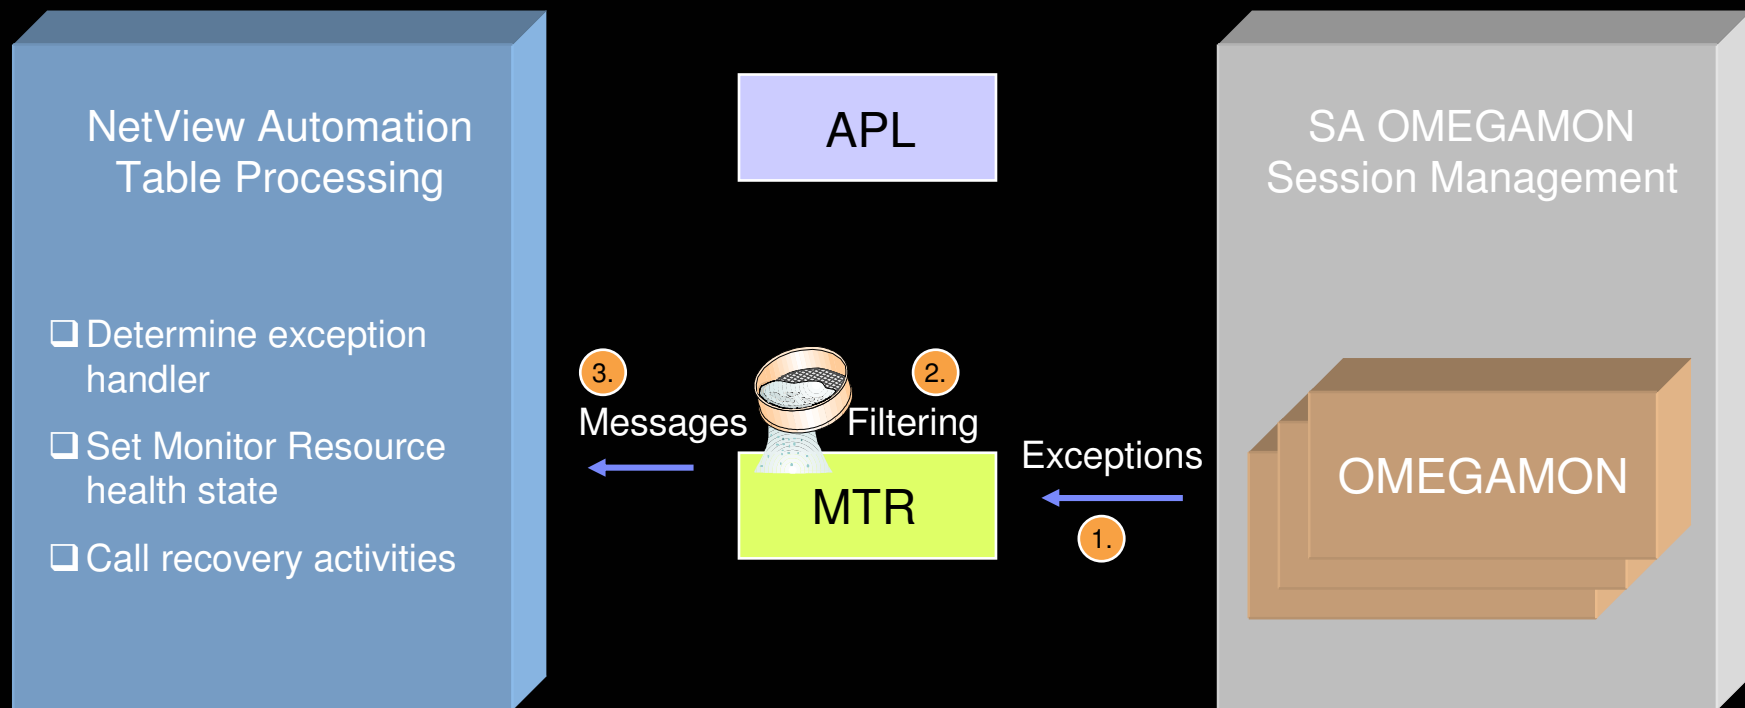 NetView Automation
Table Processing
❑ Determine exception
handler
❑ Set Monitor Resource
health state
❑ Call recovery activities
APL
3.
Messages
2.
Filtering
MTR
Exceptions
1.
SA OMEGAMON
Session Management
OMEGAMON